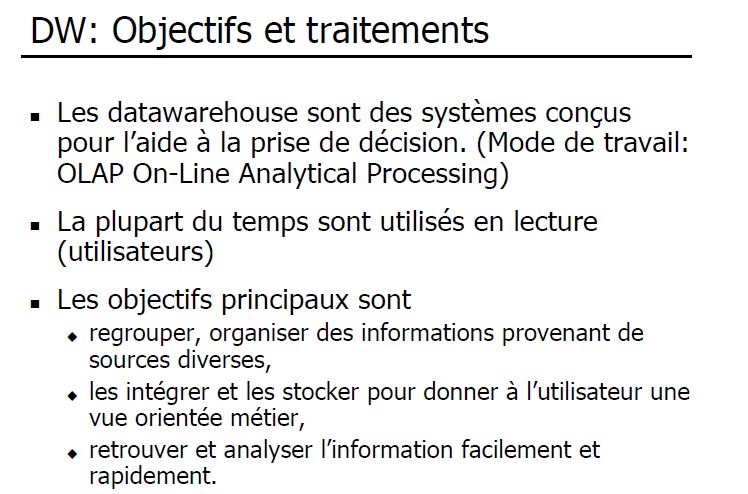 DW: Objectifs et traitements
Les datawarehouse sont des systèmes conçus
pour l'aide à la prise de décision. (Mode de travail:
OLAP On-Line Analytical Processing)
La plupart du temps sont utilisés en lecture
(utilisateurs)
Les objectifs principaux sont
regrouper, organiser des informations provenant de
sources diverses,
les intégrer et les stocker pour donner à l'utilisateur une
vue orientée métier,
retrouver et analyser l'information facilement et
rapidement.